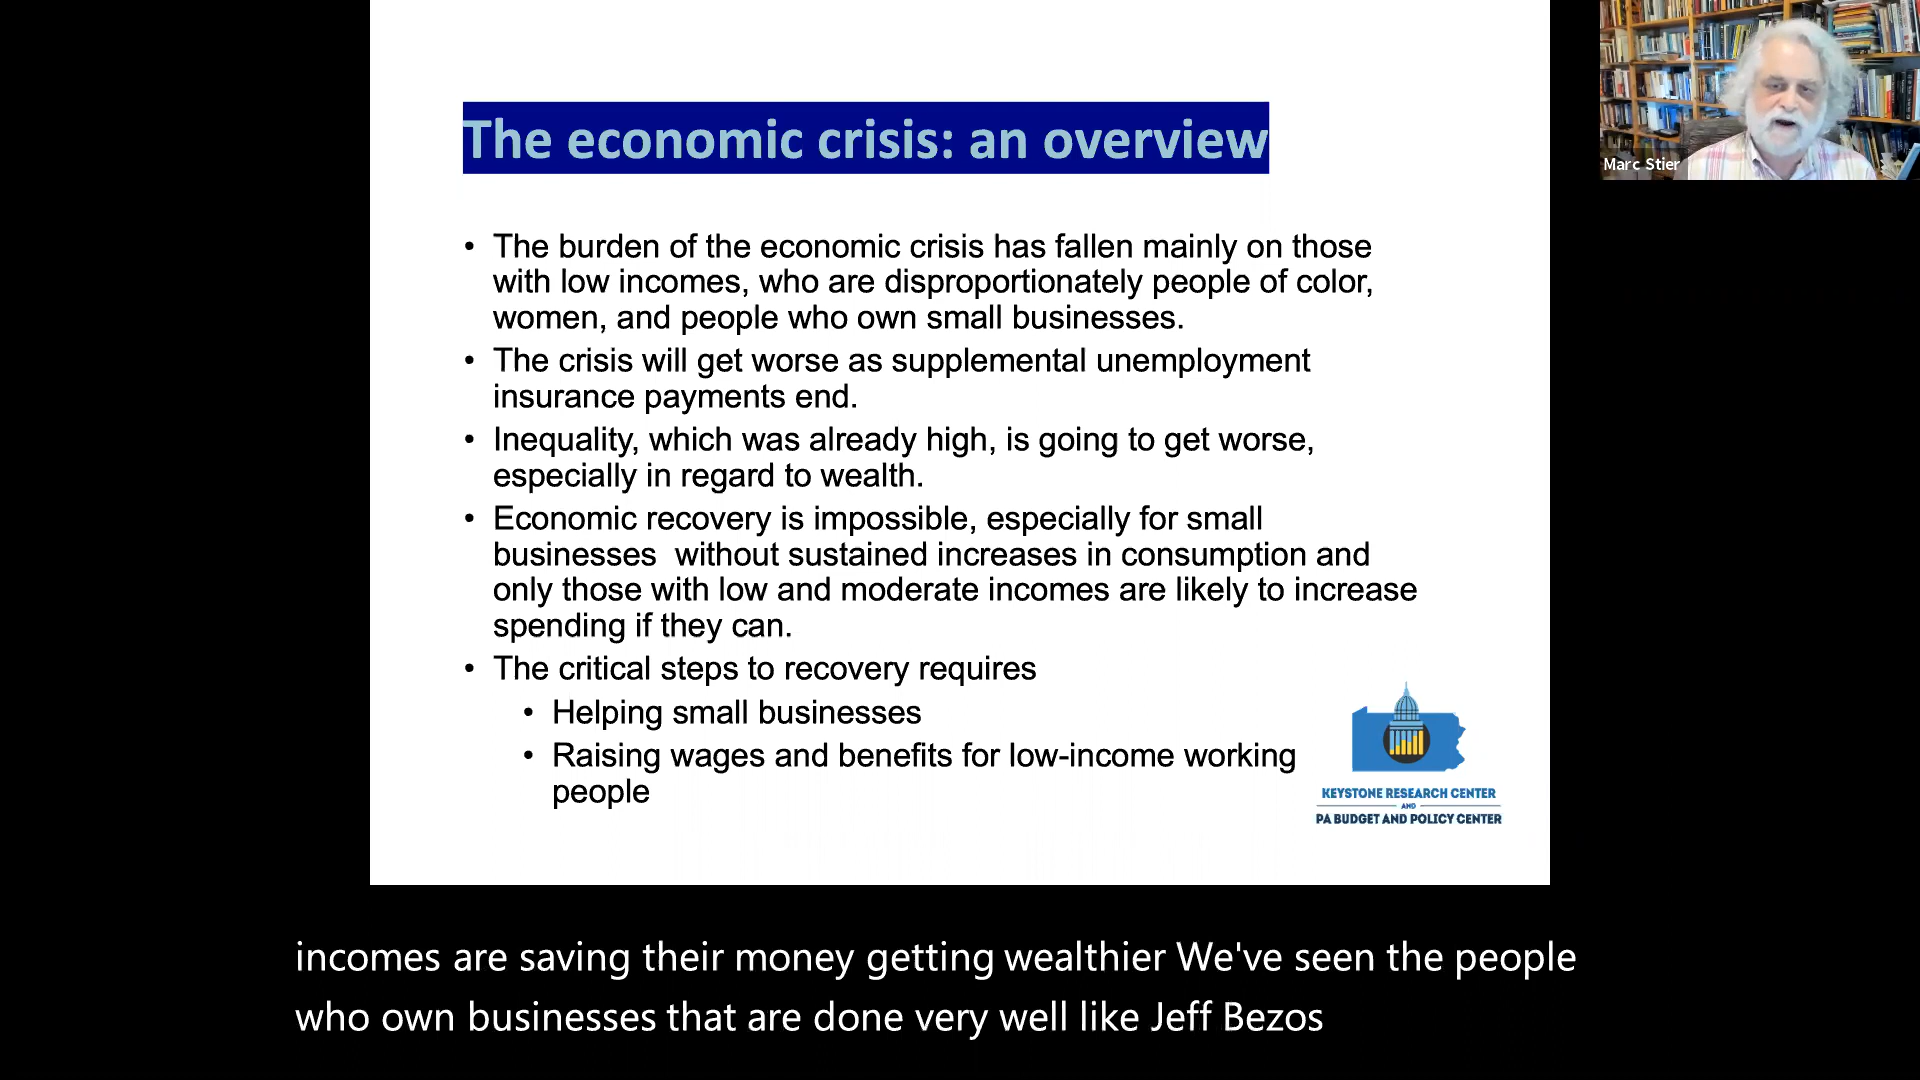 The economic crisis: an overview
• The burden of the economic crisis has fallen mainly on those
with low incomes, who are disproportionately people of color,
women, and people who own small businesses.
• The crisis will get worse as supplemental unemployment
insurance payments end.
• Inequality, which was already high, is going to get worse,
especially in regard to wealth.
• Economic recovery is impossible, especially for small
businesses  without sustained increases in consumption and
only those with low and moderate incomes are likely to increase
spending if they can.
• The critical steps to recovery requires
• Helping small businesses
• Raising wages and benefits for low-income working
people
KEYSTONE RESEARCH CENTER
AND
PA BUDGET AND POLICY CENTER
Marc Stier
incomes are saving their money getting wealthier We've seen the people
who own businesses that are done very well like Jeff Bezos